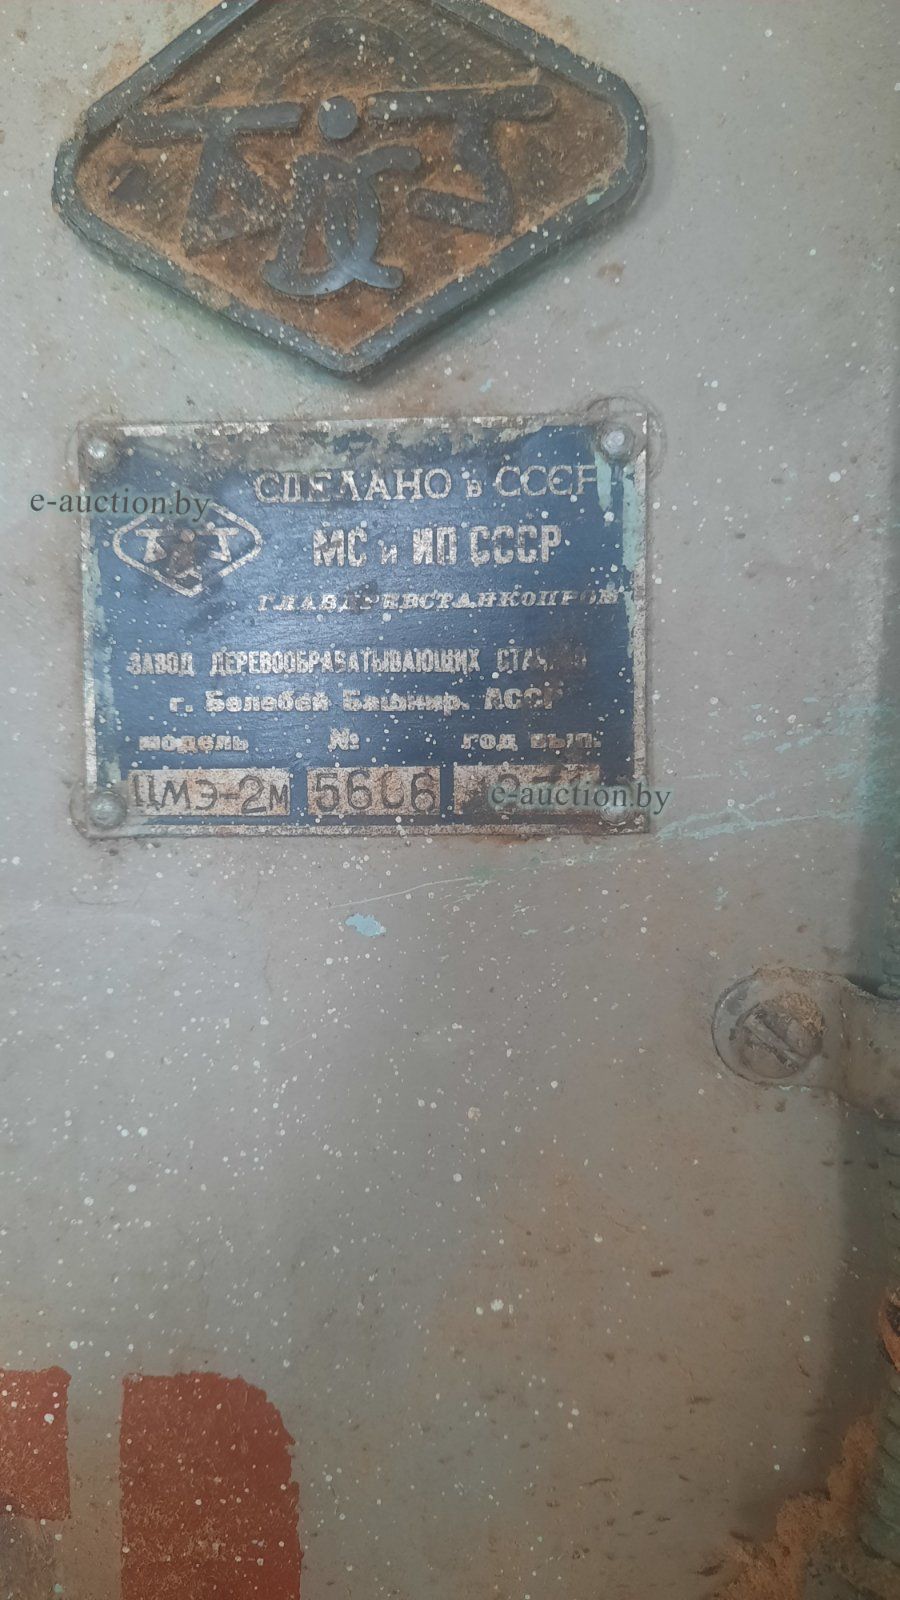 СДЕЛАНО в СССР
МС и ИП СССР
ГЛАВДРЕВСТАНКОПРОМ
ЗАВОД ДЕРЕВООБРАБАТЫВАЮЩИХ СТАНКОВ
г. Белебей Башкир. АССР
модель № год вып.
ЦМЭ-2М 5606
e-auction.by
e-auction.by